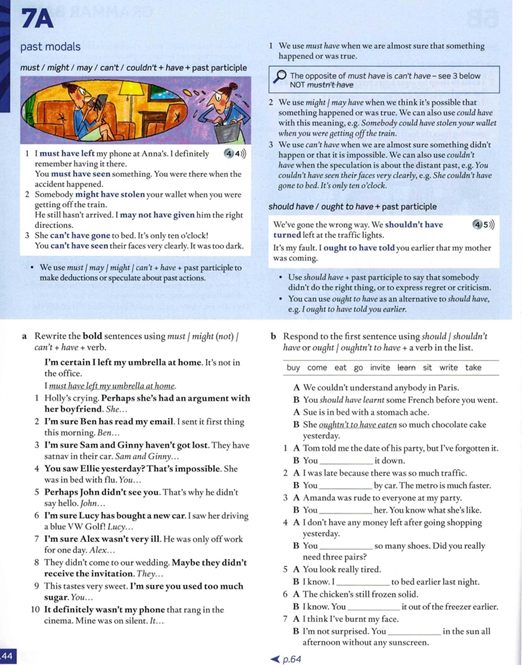 7A
past modals
must / might / may / can't / couldn't + have + past participle
1 I must have left my phone at Anna's. I definitely
remember having it there.
You must have seen something. You were there when the
accident happened.
2 Somebody might have stolen your wallet when you were
getting off the train.
He still hasn't arrived. I may not have given him the right
directions.
3 She can't have gone to bed. It's only ten o'clock!
You can't have seen their faces very clearly. It was too dark.
4 4))
• We use must / may / might / can't + have + past participle to
make deductions or speculate about past actions.
1 We use must have when we are almost sure that something
happened or was true.
The opposite of must have is can't have – see 3 below
NOT mustn't have
2 We use might / may have when we think it's possible that
something happened or was true. We can also use could have
with this meaning, e.g. Somebody could have stolen your wallet
when you were getting off the train.
3 We use can't have when we are almost sure something didn't
happen or that it is impossible. We can also use couldn't
have when the speculation is about the distant past, e.g. You
couldn't have seen their faces very clearly, e.g. She couldn't have
gone to bed. It's only ten o'clock.
should have / ought to have + past participle
We've gone the wrong way. We shouldn't have
turned left at the traffic lights.
It's my fault. I ought to have told you earlier that my mother
was coming.
4 5))
• Use should have + past participle to say that somebody
didn't do the right thing, or to express regret or criticism.
• You can use ought to have as an alternative to should have,
e.g. I ought to have told you earlier.
a Rewrite the bold sentences using must / might (not) /
can't + have + verb.
I'm certain I left my umbrella at home. It's not in
the office.
I must have left my umbrella at home.
1 Holly's crying. Perhaps she's had an argument with
her boyfriend. She…
2 I'm sure Ben has read my email. I sent it first thing
this morning. Ben…
3 I'm sure Sam and Ginny haven't got lost. They have
satnav in their car. Sam and Ginny…
4 You saw Ellie yesterday? That's impossible. She
was in bed with flu. You…
5 Perhaps John didn't see you. That's why he didn't
say hello. John…
6 I'm sure Lucy has bought a new car. I saw her driving
a blue VW Golf! Lucy…
7 I'm sure Alex wasn't very ill. He was only off work
for one day. Alex…
8 They didn't come to our wedding. Maybe they didn't
receive the invitation. They…
9 This tastes very sweet. I'm sure you used too much
sugar. You…
10 It definitely wasn't my phone that rang in the
cinema. Mine was on silent. It…
b Respond to the first sentence using should / shouldn't
have or ought / oughtn't to have + a verb in the list.
buy come eat go invite learn sit write take
A We couldn't understand anybody in Paris.
B You should have learnt some French before you went.
A Sue is in bed with a stomach ache.
B She oughtn't to have eaten so much chocolate cake
yesterday.
1 A Tom told me the date of his party, but I've forgotten it.
B You ________ it down.
2 A I was late because there was so much traffic.
B You ________ by car. The metro is much faster.
3 A Amanda was rude to everyone at my party.
B You ________ her. You know what she's like.
4 A I don't have any money left after going shopping
yesterday.
B You ________ so many shoes. Did you really
need three pairs?
5 A You look really tired.
B I know. I ________ to bed earlier last night.
6 A The chicken's still frozen solid.
B I know. You ________ it out of the freezer earlier.
7 A I think I've burnt my face.
B I'm not surprised. You ________ in the sun all
afternoon without any sunscreen.
44
p.64